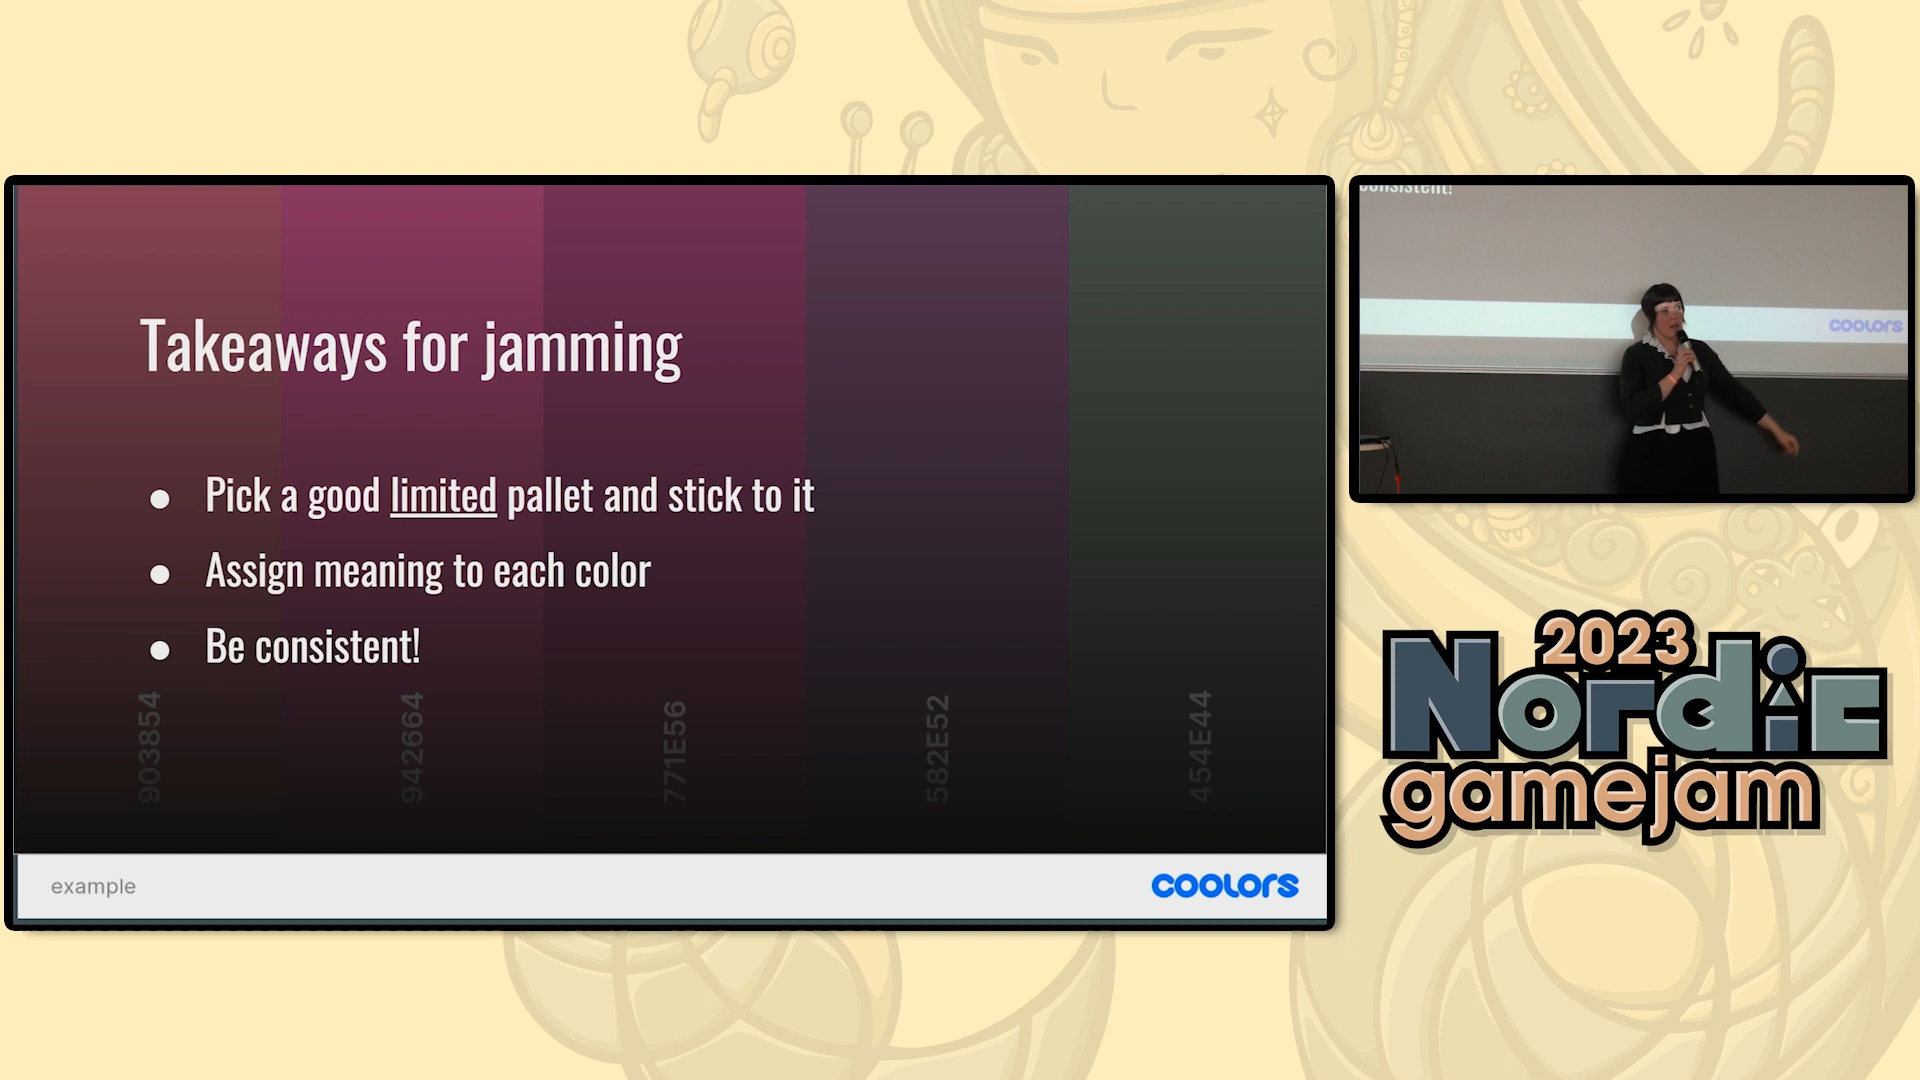 Takeaways for jamming
● Pick a good limited pallet and stick to it
● Assign meaning to each color
● Be consistent!
903854
942664
771E56
582E52
454E44
example
coolors
consistent!
coolors
2023
Nordic
gamejam